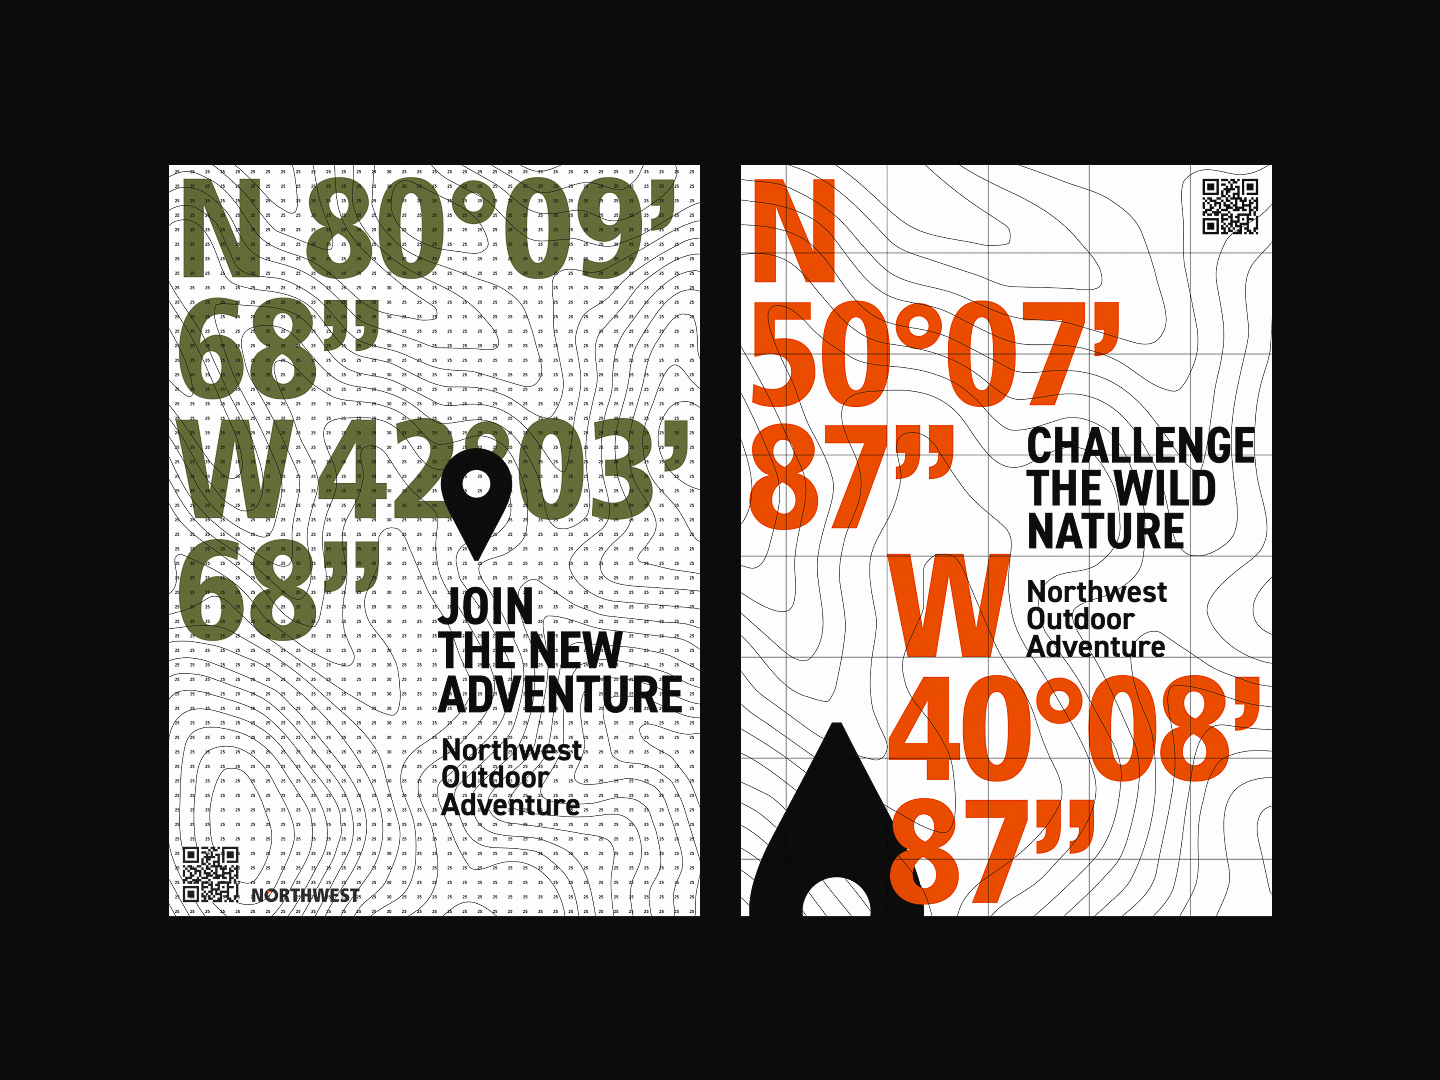 N 80°09’
68”
W 42°03’
68”
JOIN
THE NEW
ADVENTURE
Northwest
Outdoor
Adventure
NORTHWEST
N
50°07’
87”
W
40°08’
87”
CHALLENGE
THE WILD
NATURE
Northwest
Outdoor
Adventure